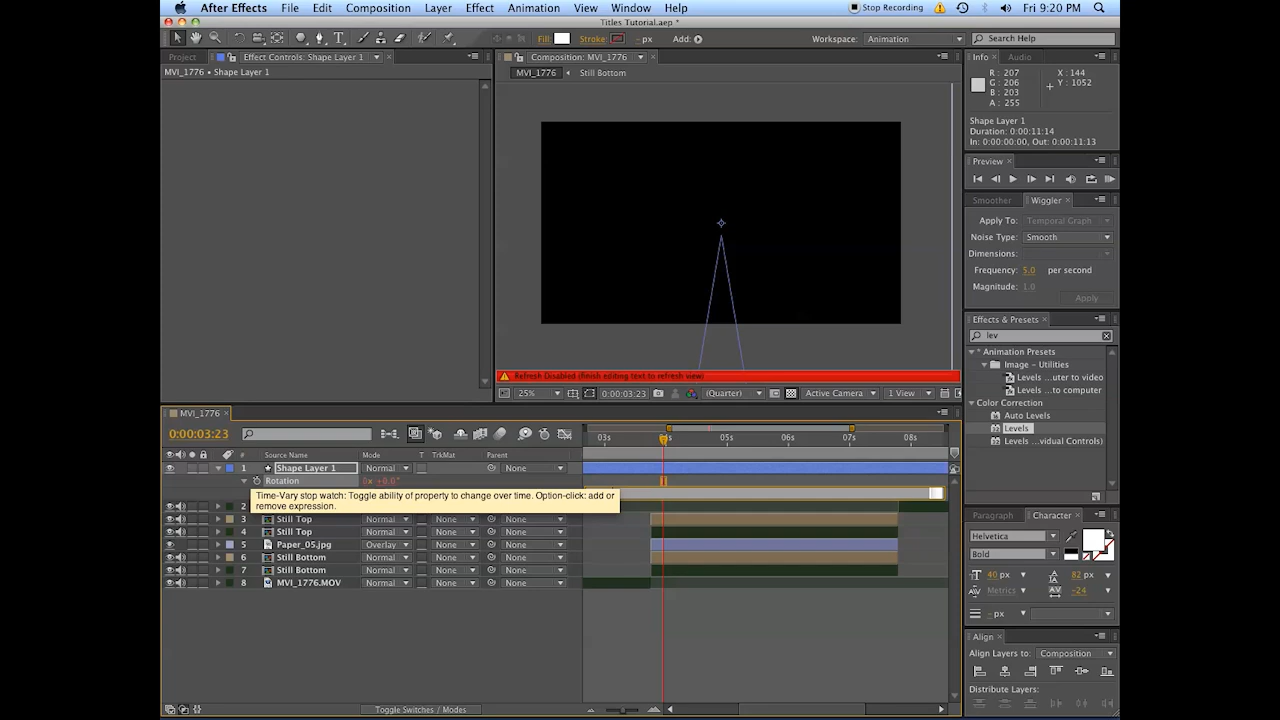 After Effects File Edit Composition Layer Effect Animation View Window Help Stop Recording Fri 9:20 PM
Titles Tutorial.aep *
Fill: Stroke: - px Add: Workspace: Animation Search Help
Project Effect Controls: Shape Layer 1 Composition: MVI_1776 Info Audio
MVI_1776 • Shape Layer 1 MVI_1776 Still Bottom
R: 207 X: 144
G: 206 Y: 1052
B: 203
A: 255
Shape Layer 1
Duration: 0:00:11:14
In: 0:00:00:00, Out: 0:00:11:13
Preview
Smoother Wiggler
Apply To: Temporal Graph
Noise Type: Smooth
Dimensions:
Frequency: 5.0 per second
Magnitude: 1.0
Apply
Effects & Presets
lev
* Animation Presets
Image – Utilities
Levels ...uter to video
Levels ...to computer
Color Correction
Auto Levels
Levels
Levels ...vidual Controls)
Refresh Disabled (finish editing text to refresh view)
25% 0:00:03:23 (Quarter) Active Camera 1 View
MVI_1776
0:00:03:23
03s 05s 06s 07s 08s
# Source Name Mode T TrkMat Parent
1 Shape Layer 1 Normal None
Rotation 0x +0.0°
Time-Vary stop watch: Toggle ability of property to change over time. Option-click: add or
remove expression.
2
3 Still Top Normal None None
4 Still Top Normal None None
5 Paper_05.jpg Overlay None None
6 Still Bottom Normal None None
7 Still Bottom Normal None None
8 MVI_1776.MOV Normal None None
Toggle Switches / Modes
Paragraph Character
Helvetica
Bold
40 px 82 px
Metrics -24
- px
Align
Align Layers to: Composition
Distribute Layers: